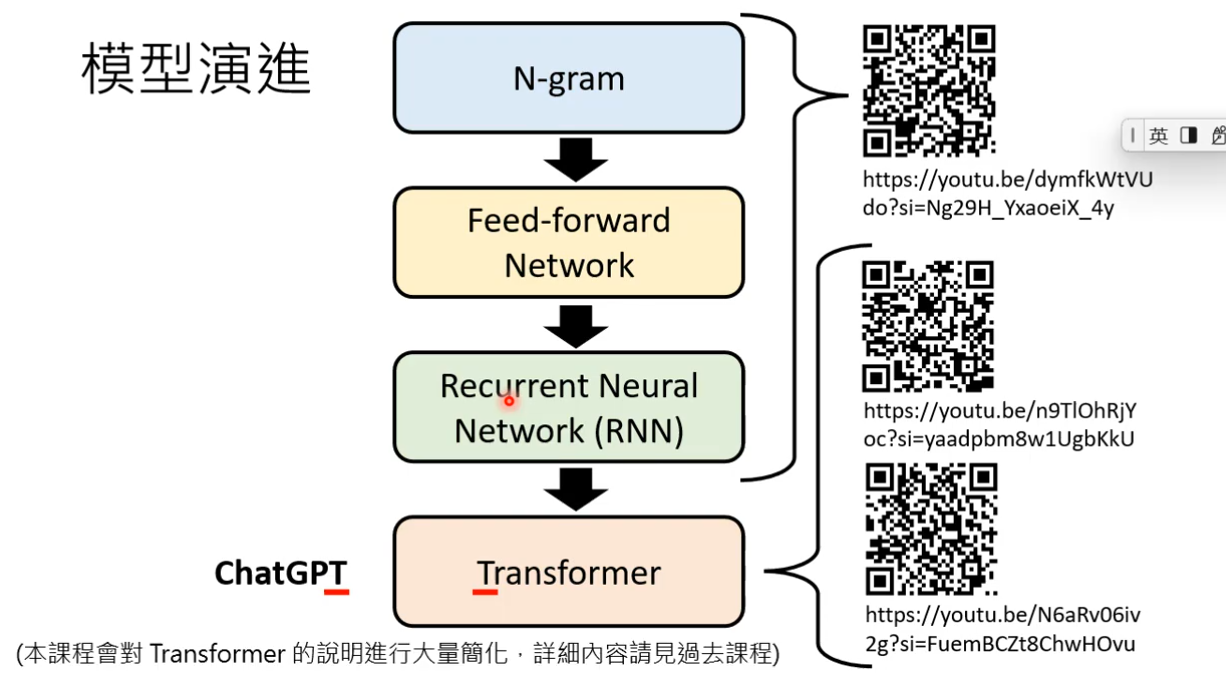 模型演進
N-gram
Feed-forward
Network
Recurrent Neural
Network (RNN)
ChatGPT
Transformer
(本課程會對 Transformer 的說明進行大量簡化，詳細內容請見過去課程)
https://youtu.be/dymfkWtVU
do?si=Ng29H_YxaoeiX_4y
英
https://youtu.be/n9TlOhRjY
oc?si=yaadpbm8w1UgbKkU
https://youtu.be/N6aRv06iv
2g?si=FuemBCZt8ChwHOvu